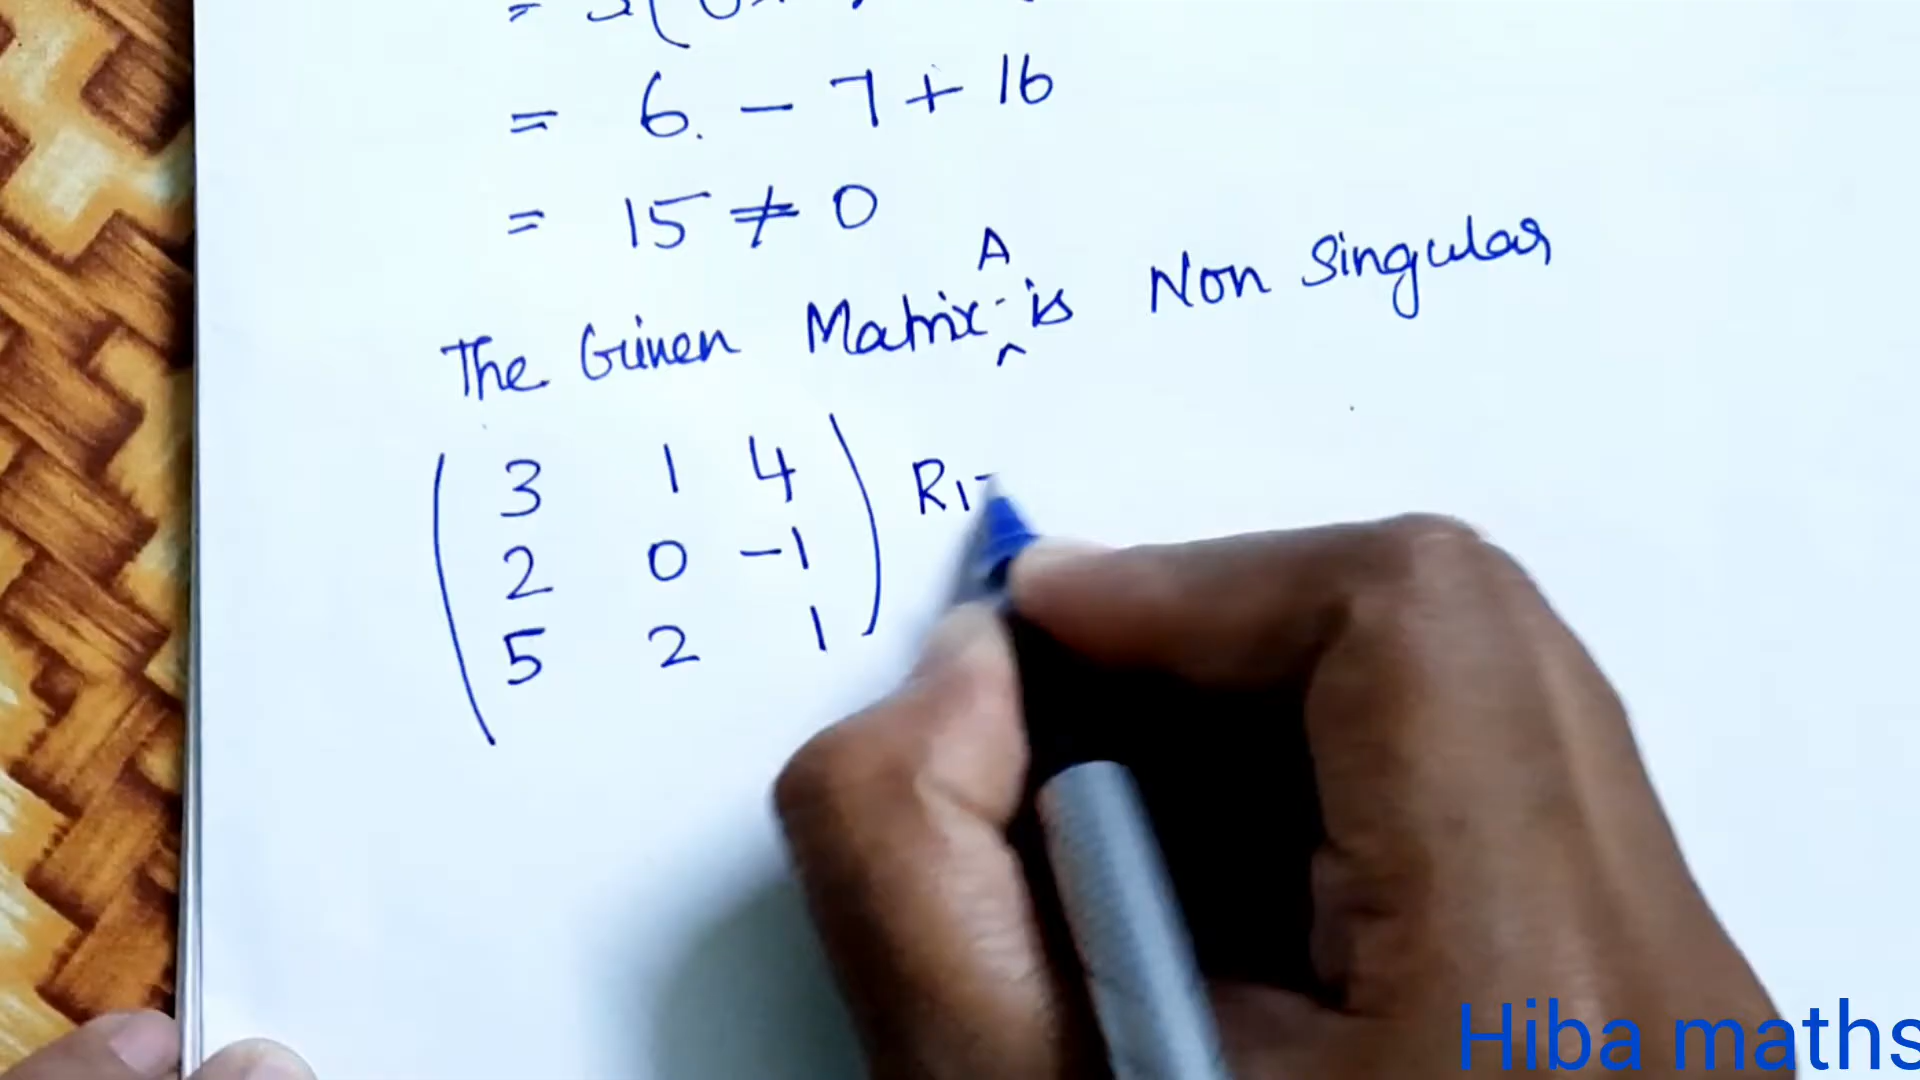 = 6 - 7 + 16
= 15 ≠ 0
A
The Given Matrix is Non Singular
3 1 4 R1
2 0 -1
5 2 1
Hiba maths